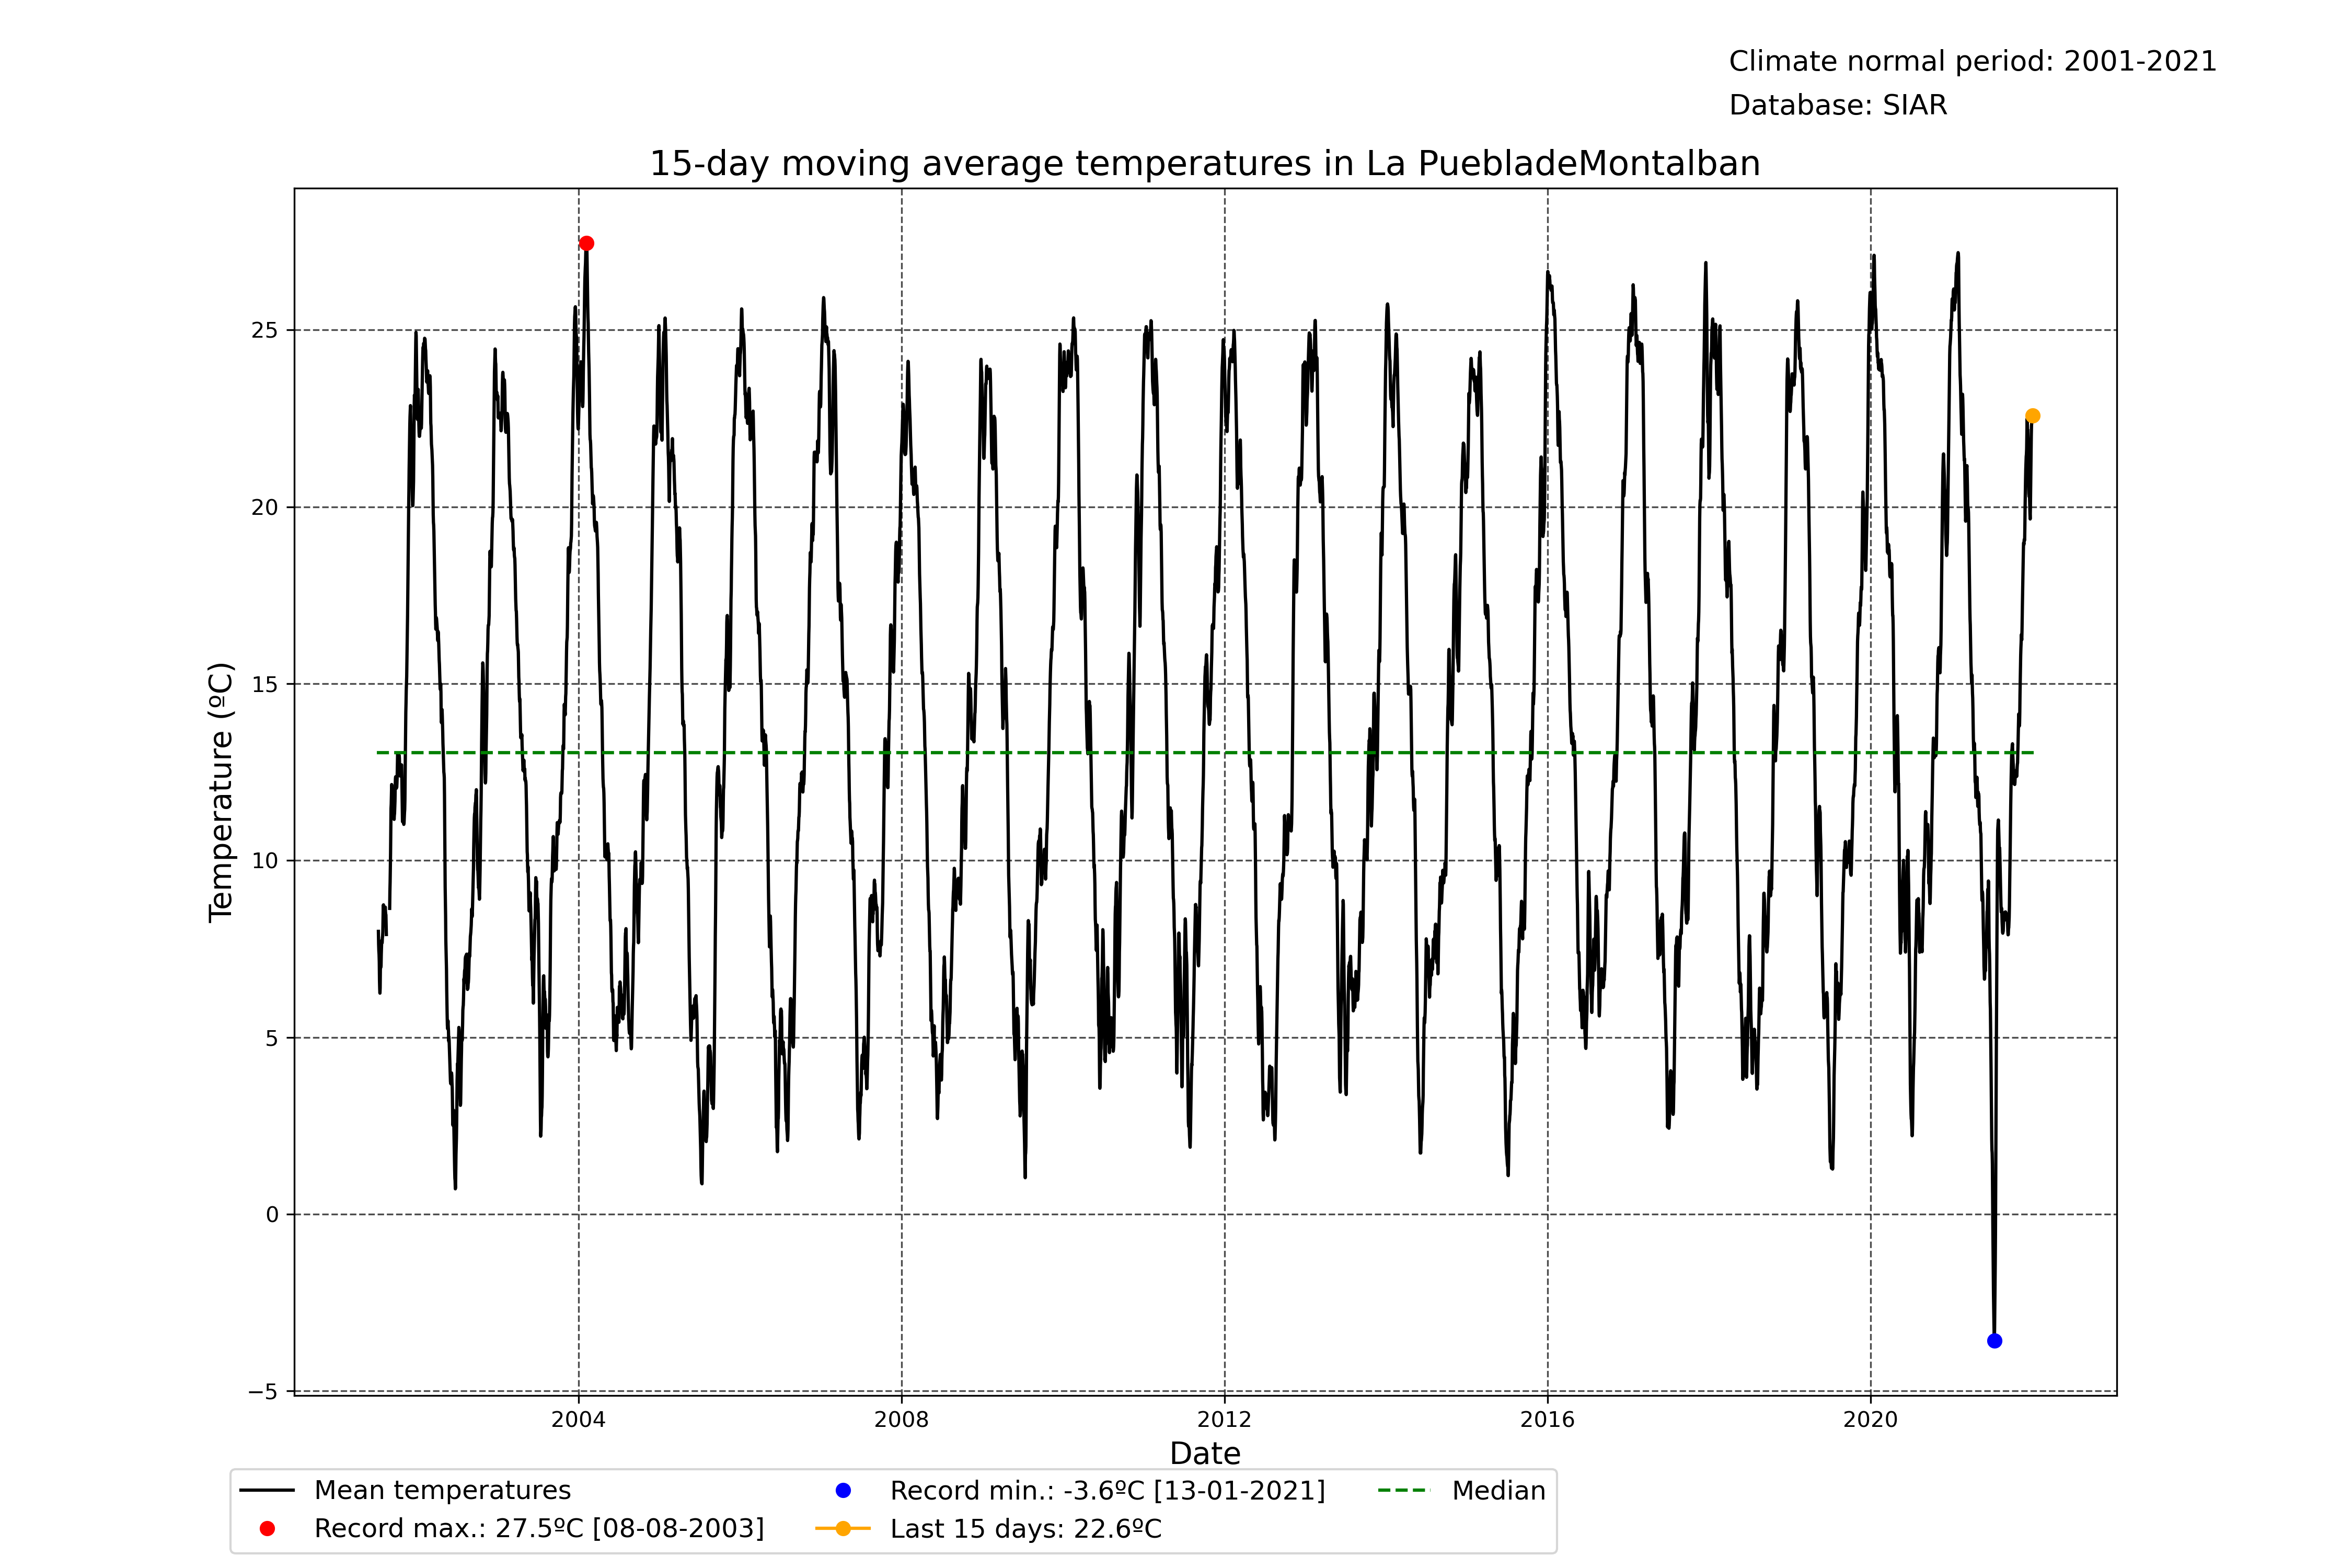 Climate normal period: 2001-2021
Database: SIAR
15-day moving average temperatures in La PuebladeMontalban
Temperature (ºC)
25
20
15
10
5
0
−5
2004 2008 2012 2016 2020
Date
Mean temperatures
Record max.: 27.5ºC [08-08-2003]
Record min.: -3.6ºC [13-01-2021]
Last 15 days: 22.6ºC
Median